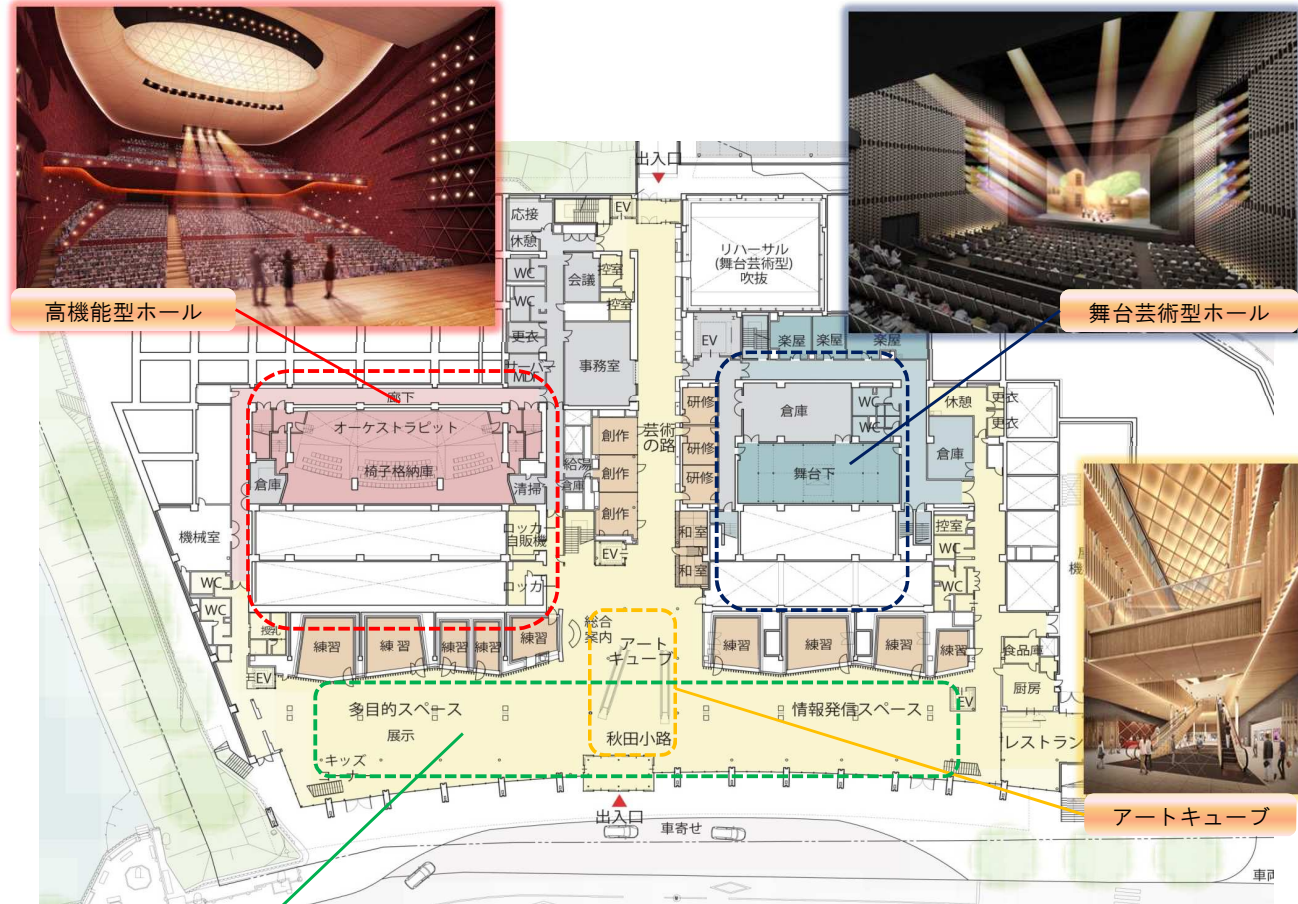 高機能型ホール
舞台芸術型ホール
アートキューブ
出入口
EV
応接
休憩
WC
会議
控室
WC
控室
更衣
サーバー
MDF
事務室
リハーサル
(舞台芸術型)
吹抜
EV
楽屋
楽屋
楽屋
廊下
オーケストラピット
椅子格納庫
倉庫
清掃
給湯
倉庫
創作
創作
創作
芸術
の路
研修
研修
研修
倉庫
WC
WC
舞台下
休憩
更衣
更衣
倉庫
機械室
ロッカー
自販機
ロッカー
EV
和室
和室
控室
WC
WC
WC
WC
授乳
EV
練習
練習
練習
練習
練習
総合
案内
アート
キューブ
練習
練習
練習
練習
食品庫
厨房
EV
多目的スペース
展示
キッズ
秋田小路
情報発信スペース
レストラン
出入口
車寄せ